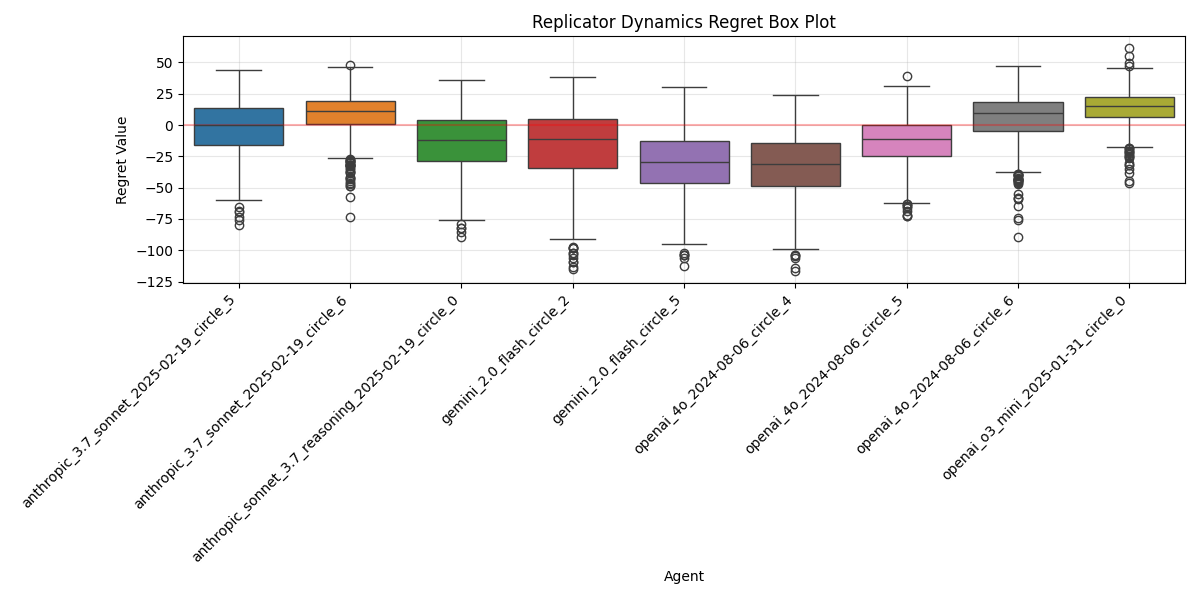 Replicator Dynamics Regret Box Plot
Regret Value
50
25
0
−25
−50
−75
−100
−125
anthropic_3.7_sonnet_2025-02-19_circle_5
anthropic_3.7_sonnet_2025-02-19_circle_6
anthropic_sonnet_3.7_reasoning_2025-02-19_circle_0
gemini_2.0_flash_circle_2
gemini_2.0_flash_circle_5
openai_4o_2024-08-06_circle_4
openai_4o_2024-08-06_circle_5
openai_4o_2024-08-06_circle_6
openai_o3_mini_2025-01-31_circle_0
Agent